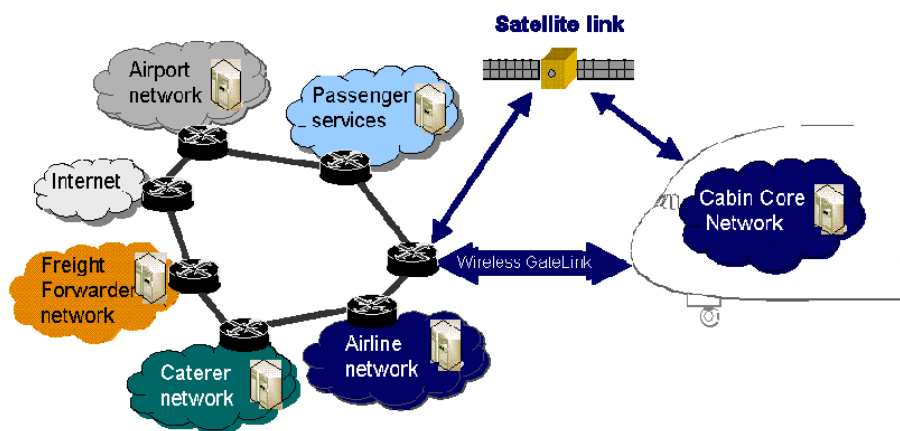 Satellite link
Airport
network
Passenger
services
Internet
Cabin Core
Network
Wireless GateLink
Freight
Forwarder
network
Airline
network
Caterer
network